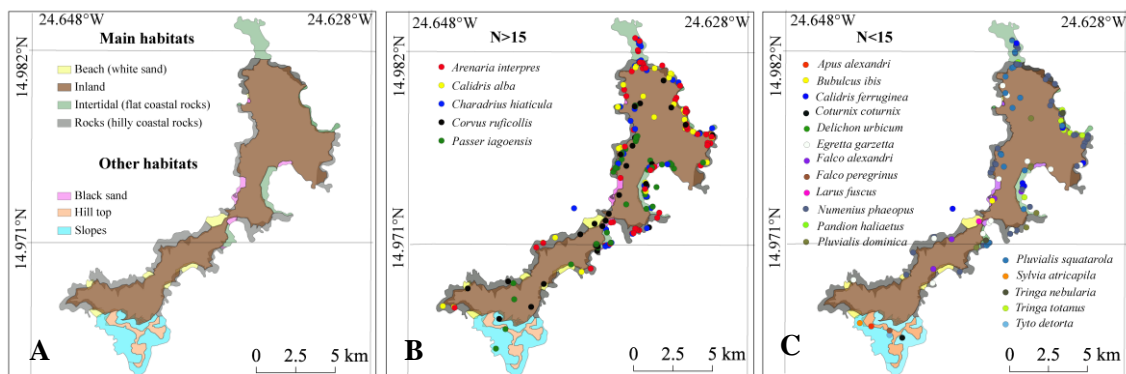 24.648°W
24.628°W
14.982°N
14.971°N
Main habitats
Beach (white sand)
Inland
Intertidal (flat coastal rocks)
Rocks (hilly coastal rocks)
Other habitats
Black sand
Hill top
Slopes
A
0 2.5 5 km
24.648°W
24.628°W
14.982°N
14.971°N
N>15
Arenaria interpres
Calidris alba
Charadrius hiaticula
Corvus ruficollis
Passer iagoensis
B
0 2.5 5 km
24.648°W
24.628°W
14.982°N
14.971°N
N<15
Apus alexandri
Bubulcus ibis
Calidris ferruginea
Coturnix coturnix
Delichon urbicum
Egretta garzetta
Falco alexandri
Falco peregrinus
Larus fuscus
Numenius phaeopus
Pandion haliaetus
Pluvialis dominica
Pluvialis squatarola
Sylvia atricapila
Tringa nebularia
Tringa totanus
Tyto detorta
C
0 2.5 5 km